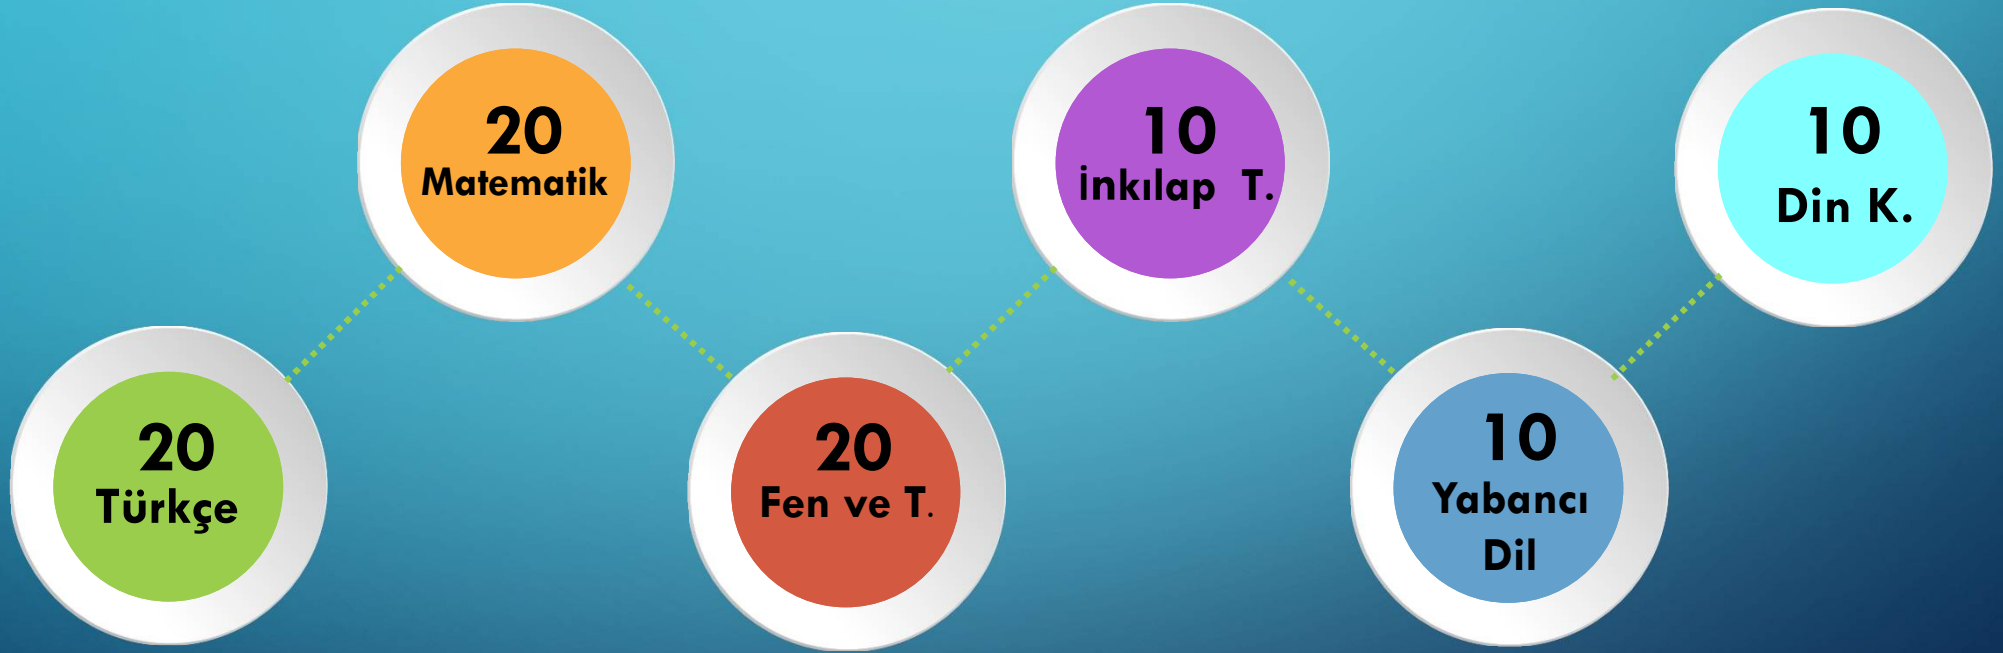 20
Türkçe
20
Matematik
20
Fen ve T.
10
İnkılap T.
10
Yabancı
Dil
10
Din K.